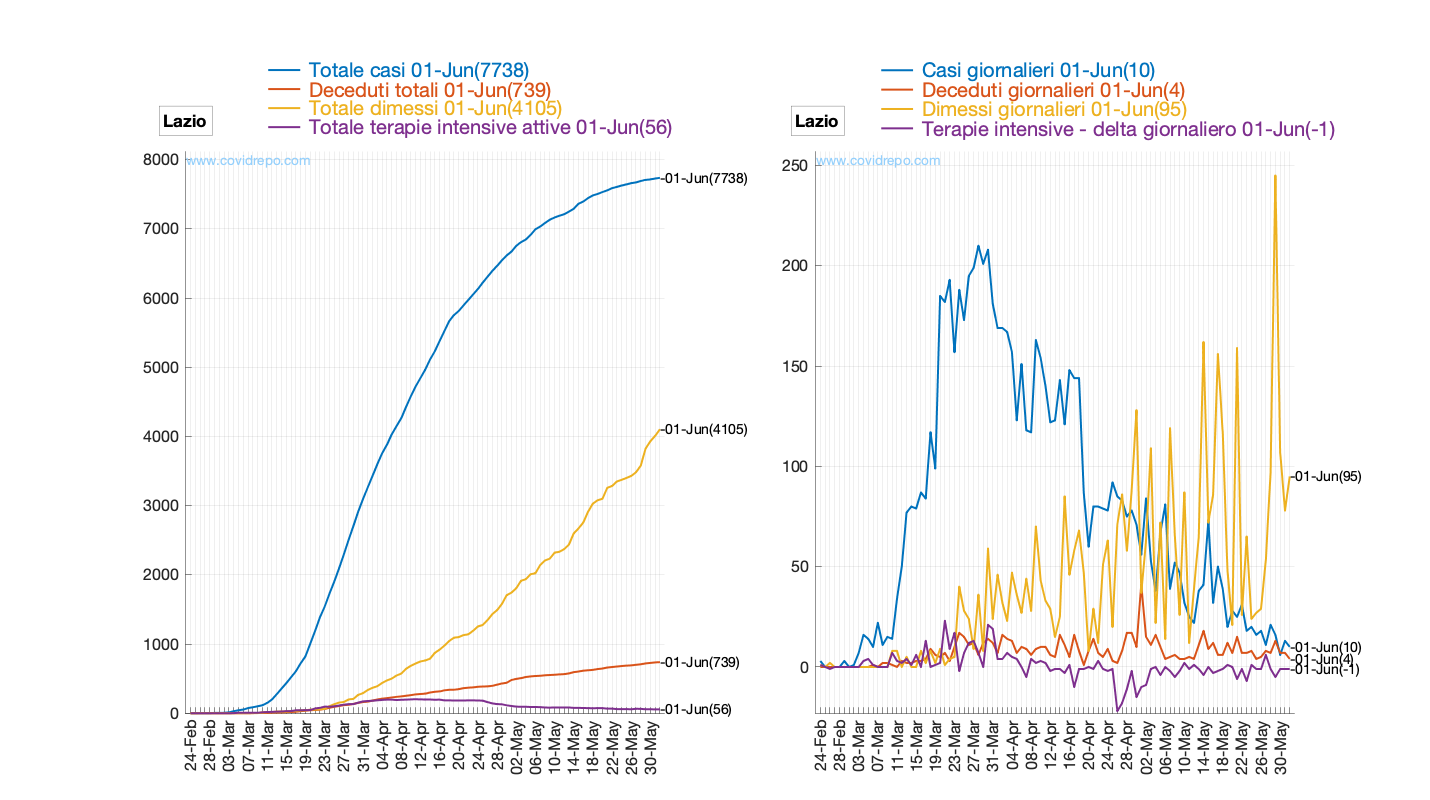 Totale casi 01-Jun(7738)
Deceduti totali 01-Jun(739)
Totale dimessi 01-Jun(4105)
Totale terapie intensive attive 01-Jun(56)
Lazio
www.covidrepo.com
8000
7000
6000
5000
4000
3000
2000
1000
0
-01-Jun(7738)
-01-Jun(4105)
-01-Jun(739)
-01-Jun(56)
24-Feb
28-Feb
03-Mar
07-Mar
11-Mar
15-Mar
19-Mar
23-Mar
27-Mar
31-Mar
04-Apr
08-Apr
12-Apr
16-Apr
20-Apr
24-Apr
28-Apr
02-May
06-May
10-May
14-May
18-May
22-May
26-May
30-May
Casi giornalieri 01-Jun(10)
Deceduti giornalieri 01-Jun(4)
Dimessi giornalieri 01-Jun(95)
Terapie intensive - delta giornaliero 01-Jun(-1)
Lazio
www.covidrepo.com
250
200
150
100
50
0
-01-Jun(95)
-01-Jun(10)
-01-Jun(4)
-01-Jun(-1)
24-Feb
28-Feb
03-Mar
07-Mar
11-Mar
15-Mar
19-Mar
23-Mar
27-Mar
31-Mar
04-Apr
08-Apr
12-Apr
16-Apr
20-Apr
24-Apr
28-Apr
02-May
06-May
10-May
14-May
18-May
22-May
26-May
30-May